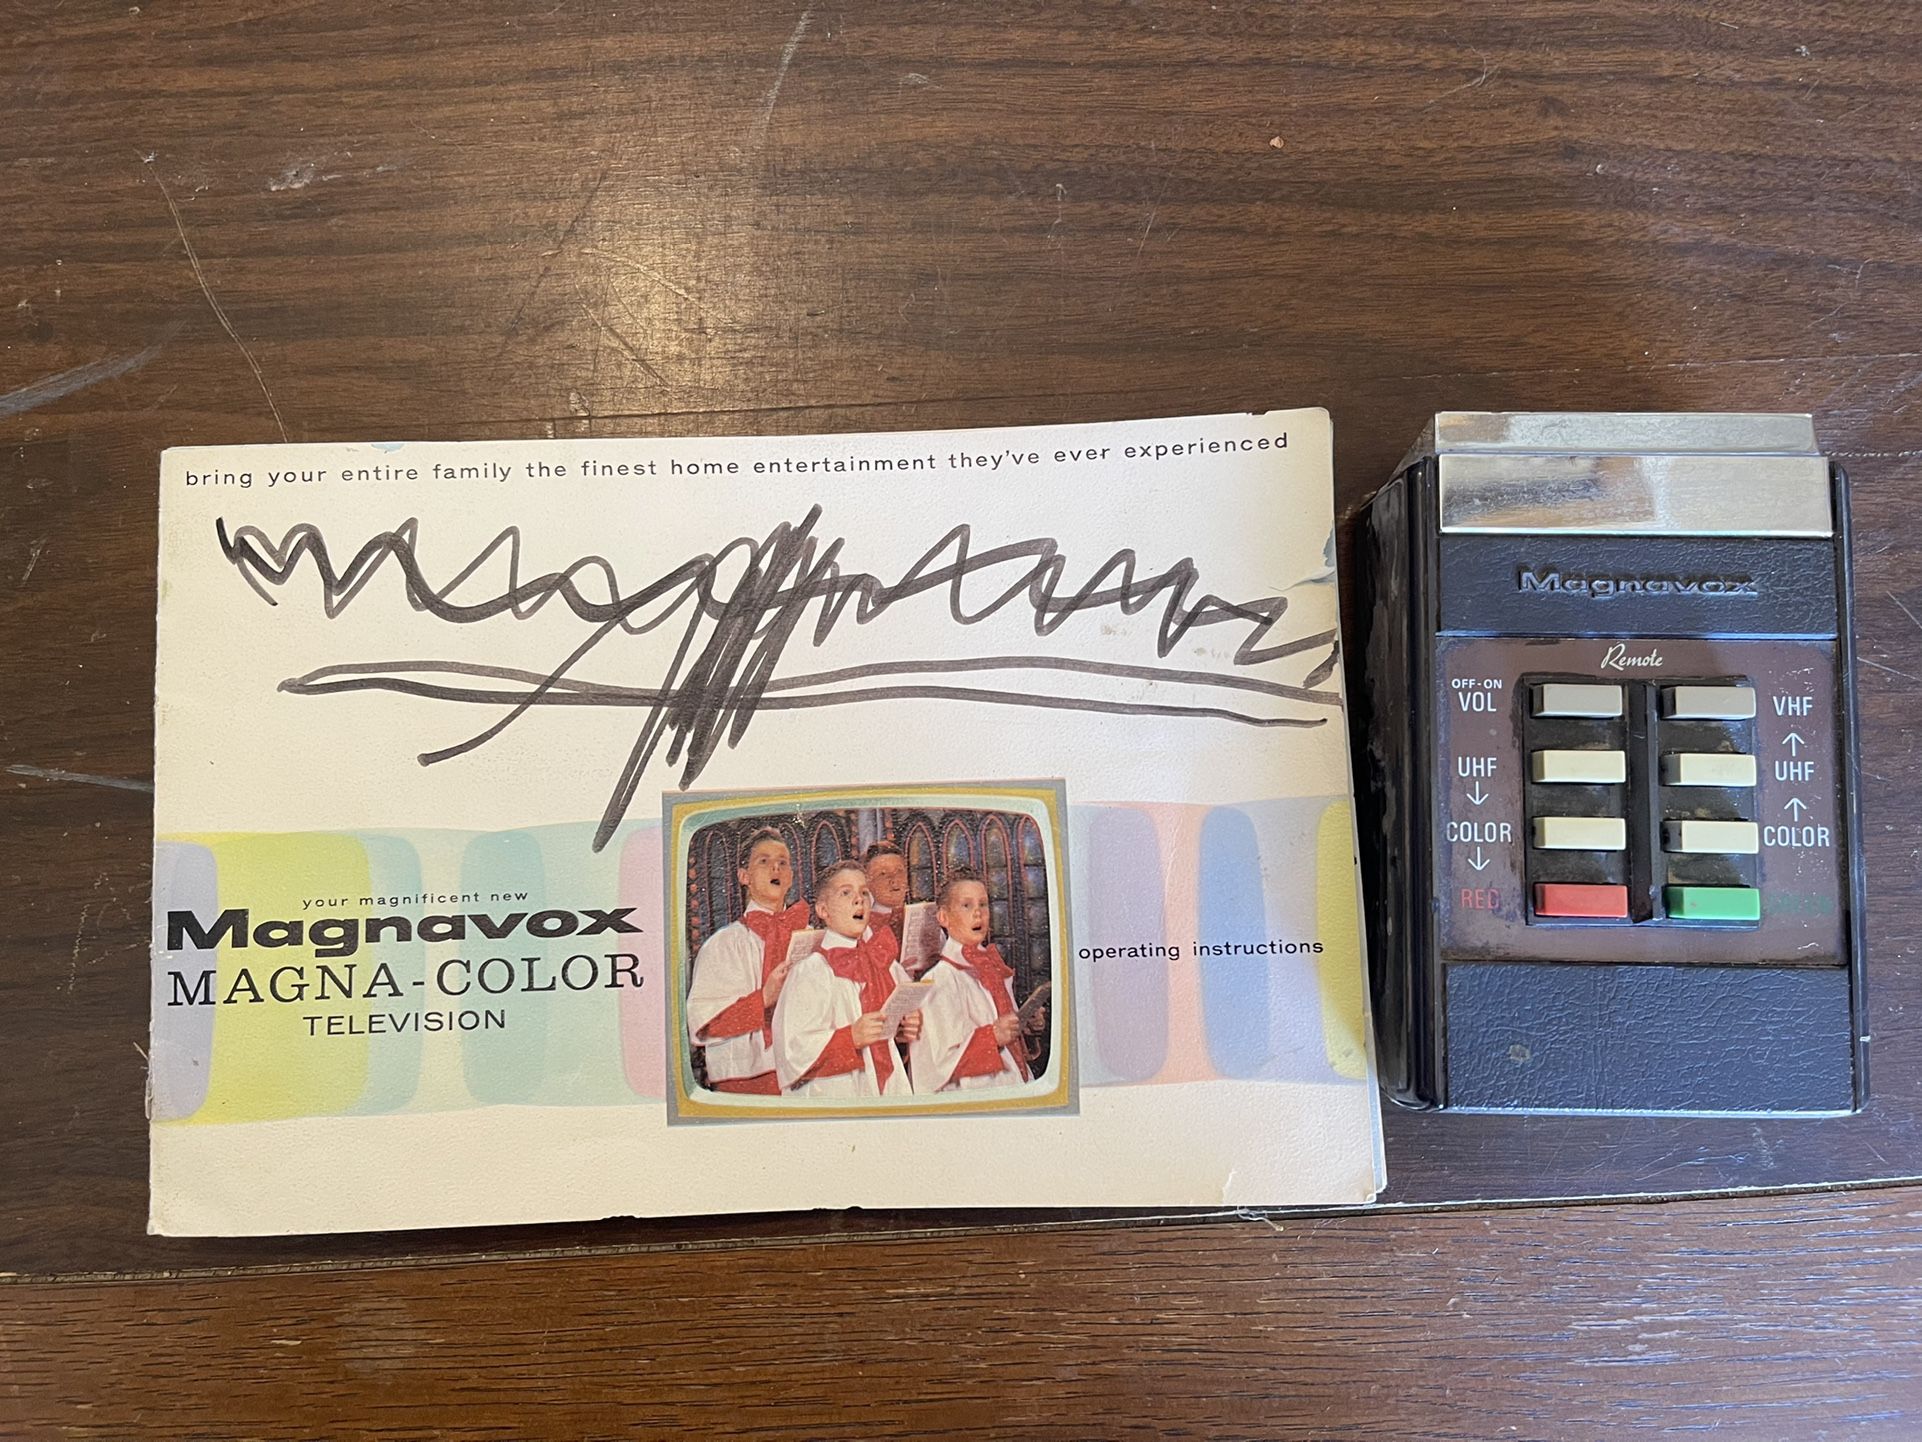 bring your entire family the finest home entertainment they've ever experienced
your magnificent new
Magnavox
MAGNA-COLOR
TELEVISION
operating instructions
Magnavox
Remote
OFF-ON
VOL
VHF
↑
UHF
↓
UHF
↑
COLOR
↓
COLOR
RED
GREEN